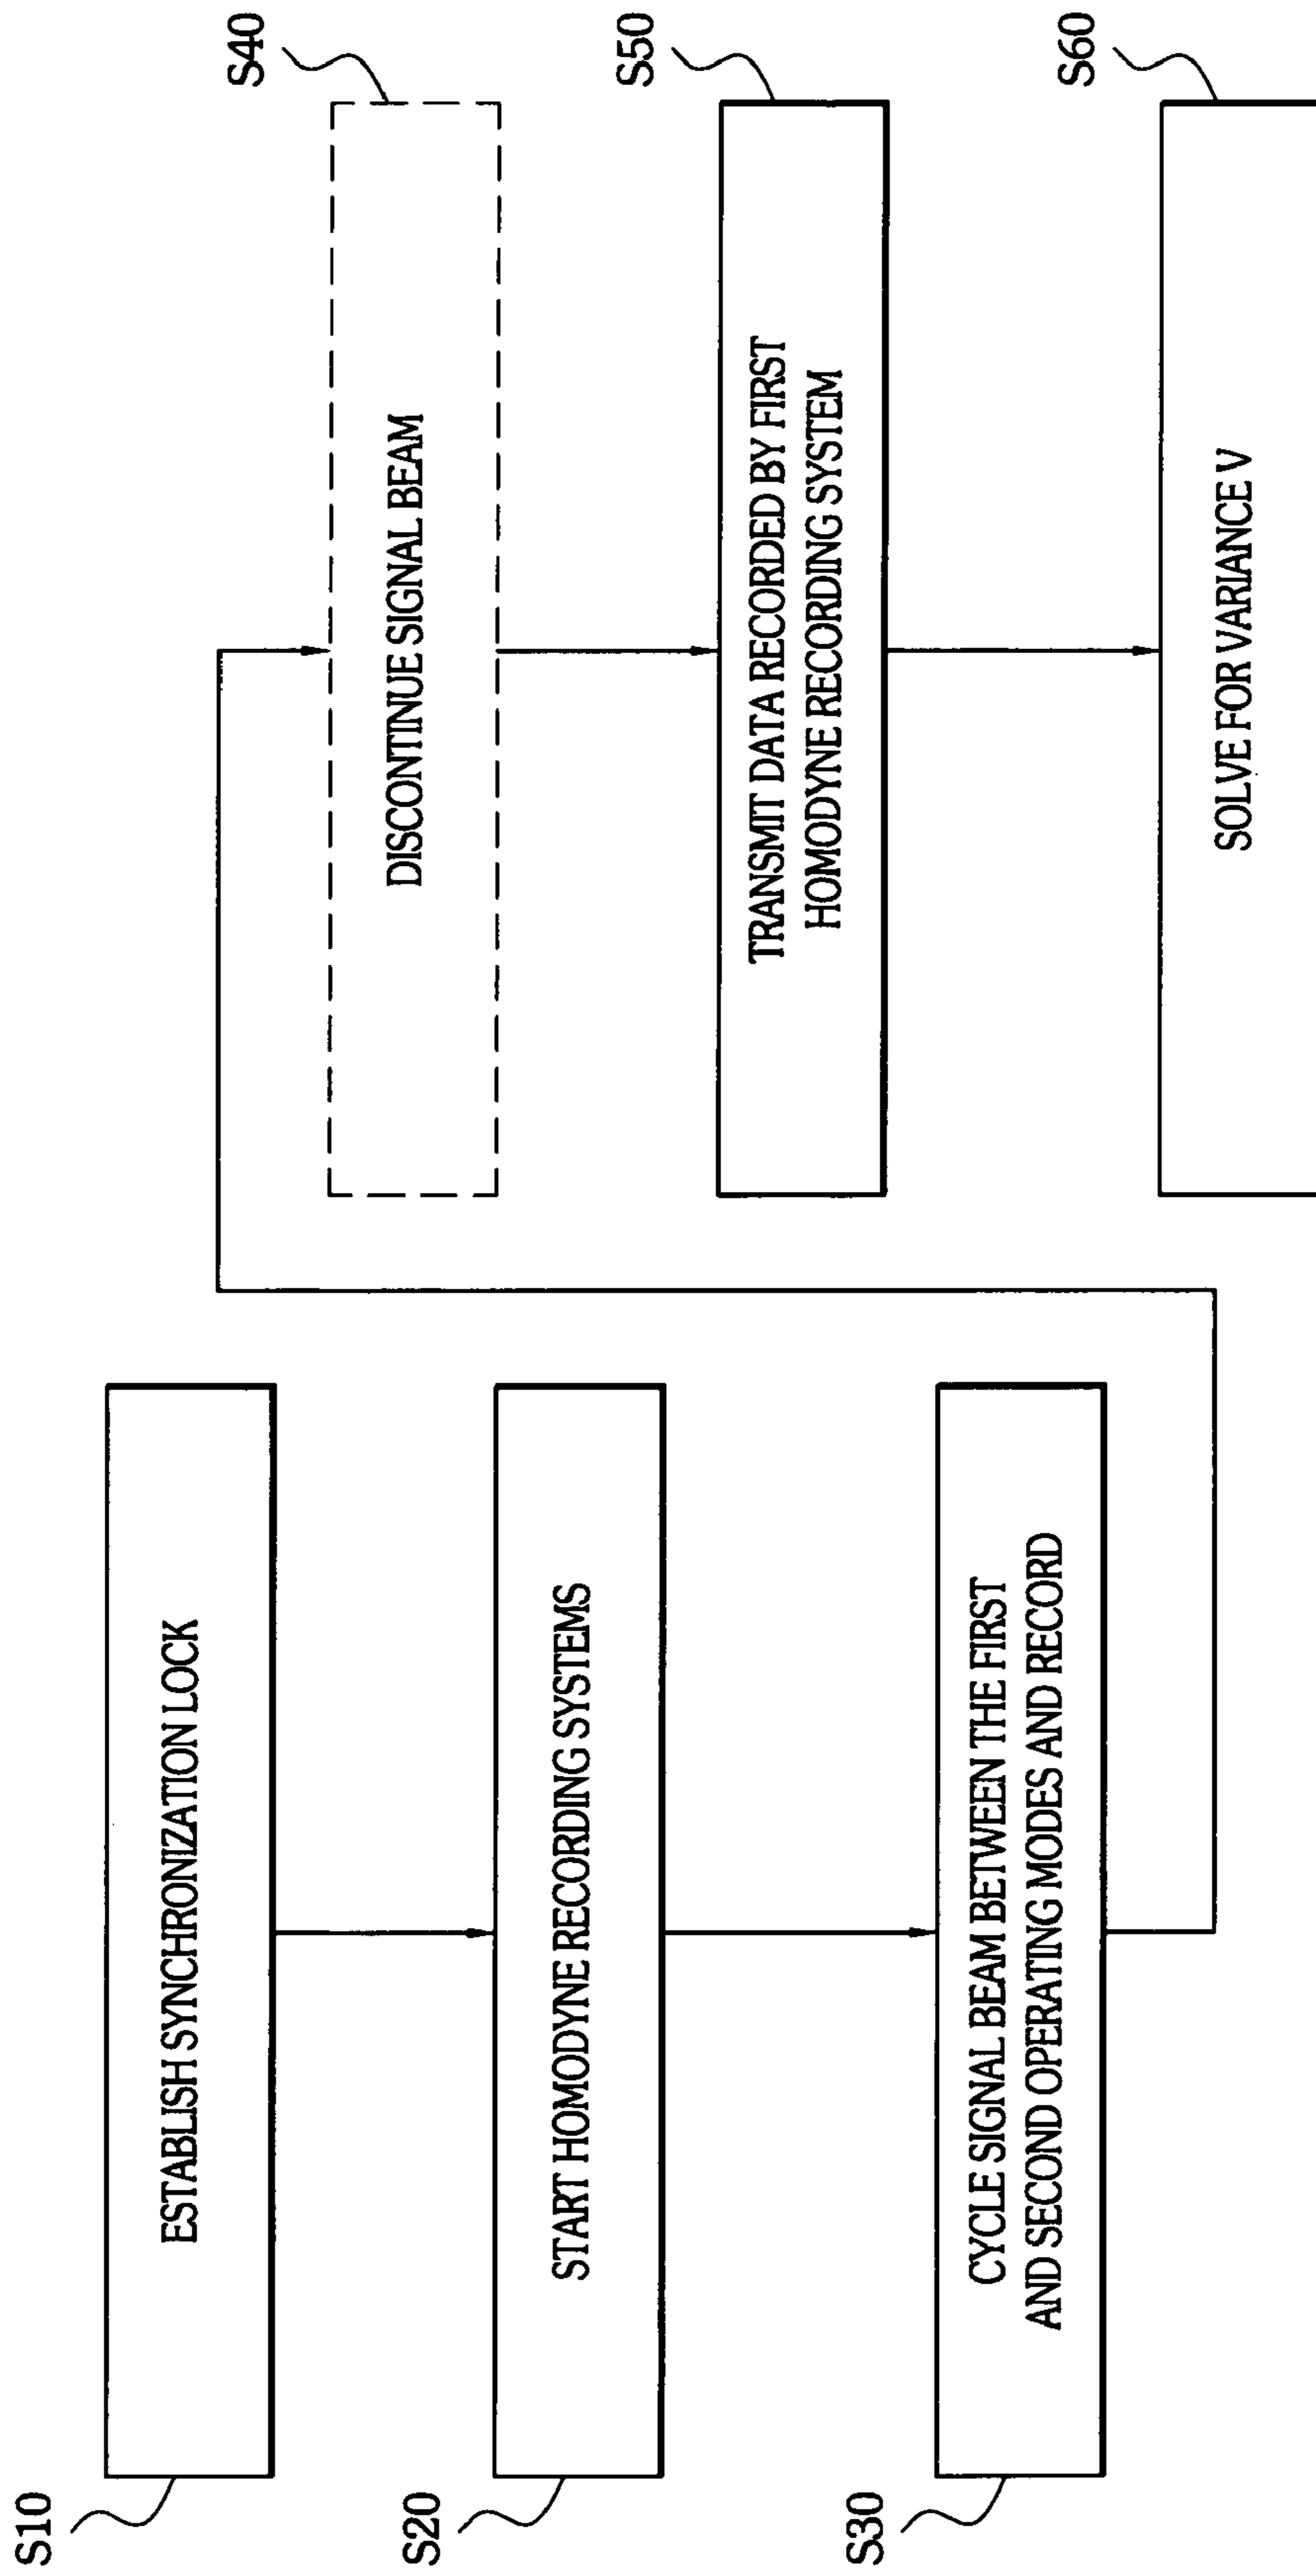 S10
ESTABLISH SYNCHRONIZATION LOCK
S20
START HOMODYNE RECORDING SYSTEMS
S30
CYCLE SIGNAL BEAM BETWEEN THE FIRST
AND SECOND OPERATING MODES AND RECORD
S40
DISCONTINUE SIGNAL BEAM
S50
TRANSMIT DATA RECORDED BY FIRST
HOMODYNE RECORDING SYSTEM
S60
SOLVE FOR VARIANCE V